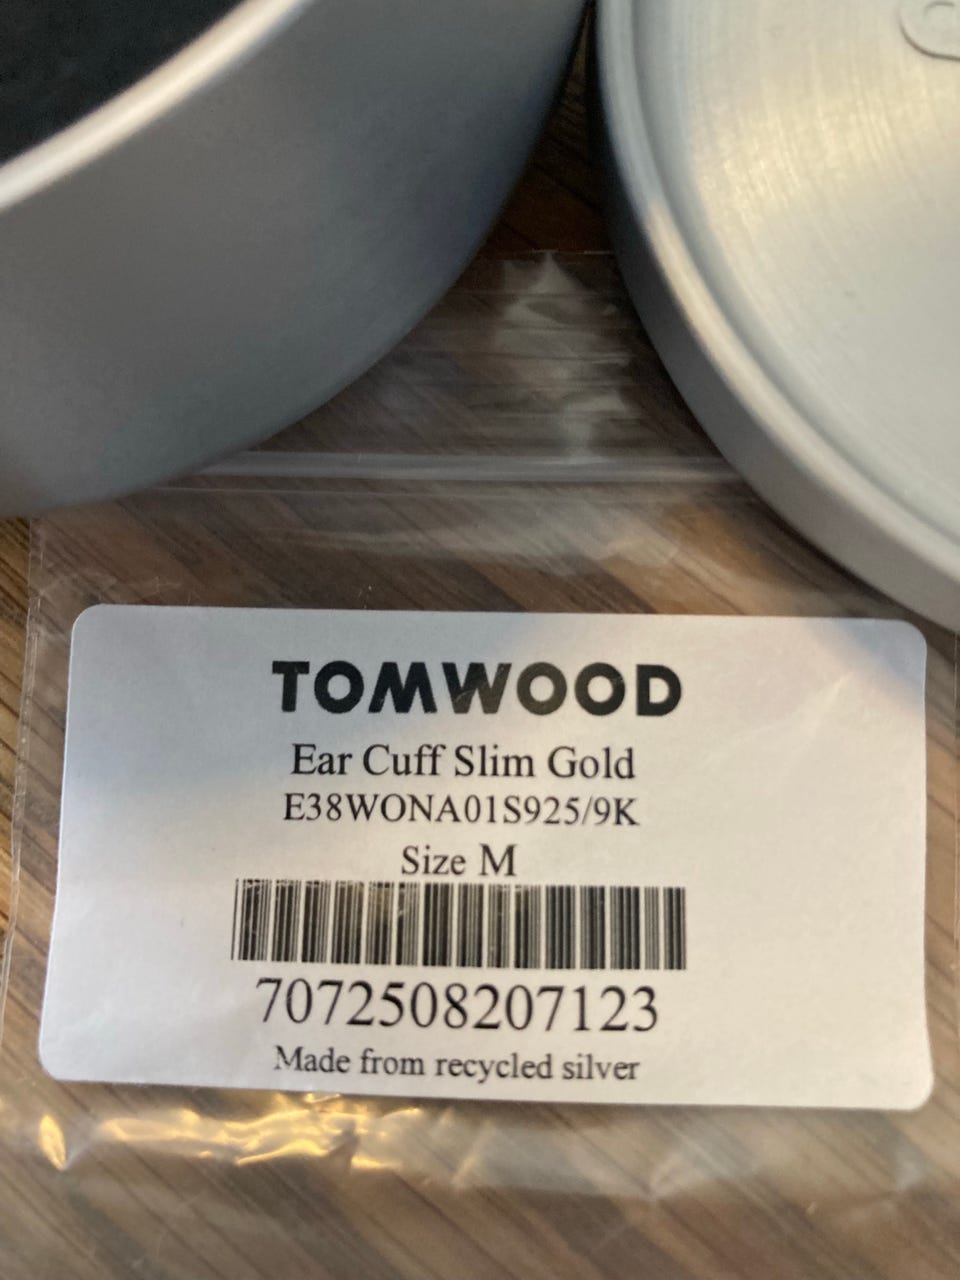 TOMWOOD
Ear Cuff Slim Gold
E38WONA01S925/9K
Size M
7072508207123
Made from recycled silver